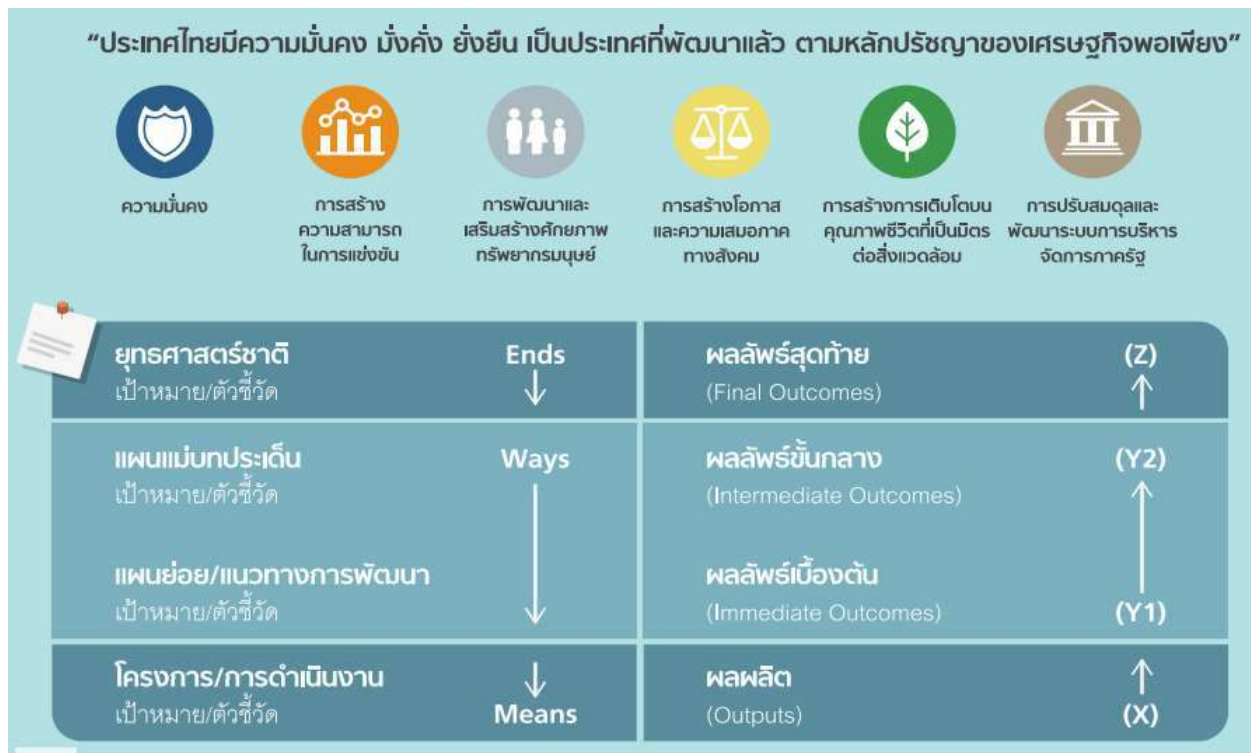 “ประเทศไทยมีความมั่นคง มั่งคั่ง ยั่งยืน เป็นประเทศที่พัฒนาแล้ว ตามหลักปรัชญาของเศรษฐกิจพอเพียง”
ความมั่นคง
การสร้าง
ความสามารถ
ในการแข่งขัน
การพัฒนาและ
เสริมสร้างศักยภาพ
ทรัพยากรมนุษย์
การสร้างโอกาส
และความเสมอภาค
ทางสังคม
การสร้างการเติบโตบน
คุณภาพชีวิตที่เป็นมิตร
ต่อสิ่งแวดล้อม
การปรับสมดุลและ
พัฒนาระบบการบริหาร
จัดการภาครัฐ
ยุทธศาสตร์ชาติ Ends ผลลัพธ์สุดท้าย (Z)
เป้าหมาย/ตัวชี้วัด (Final Outcomes)
แผนแม่บทประเด็น Ways ผลลัพธ์ขั้นกลาง (Y2)
เป้าหมาย/ตัวชี้วัด (Intermediate Outcomes)
แผนย่อย/แนวทางการพัฒนา ผลลัพธ์เบื้องต้น
เป้าหมาย/ตัวชี้วัด (Immediate Outcomes) (Y1)
โครงการ/การดำเนินงาน ผลผลิต
เป้าหมาย/ตัวชี้วัด Means (Outputs) (X)